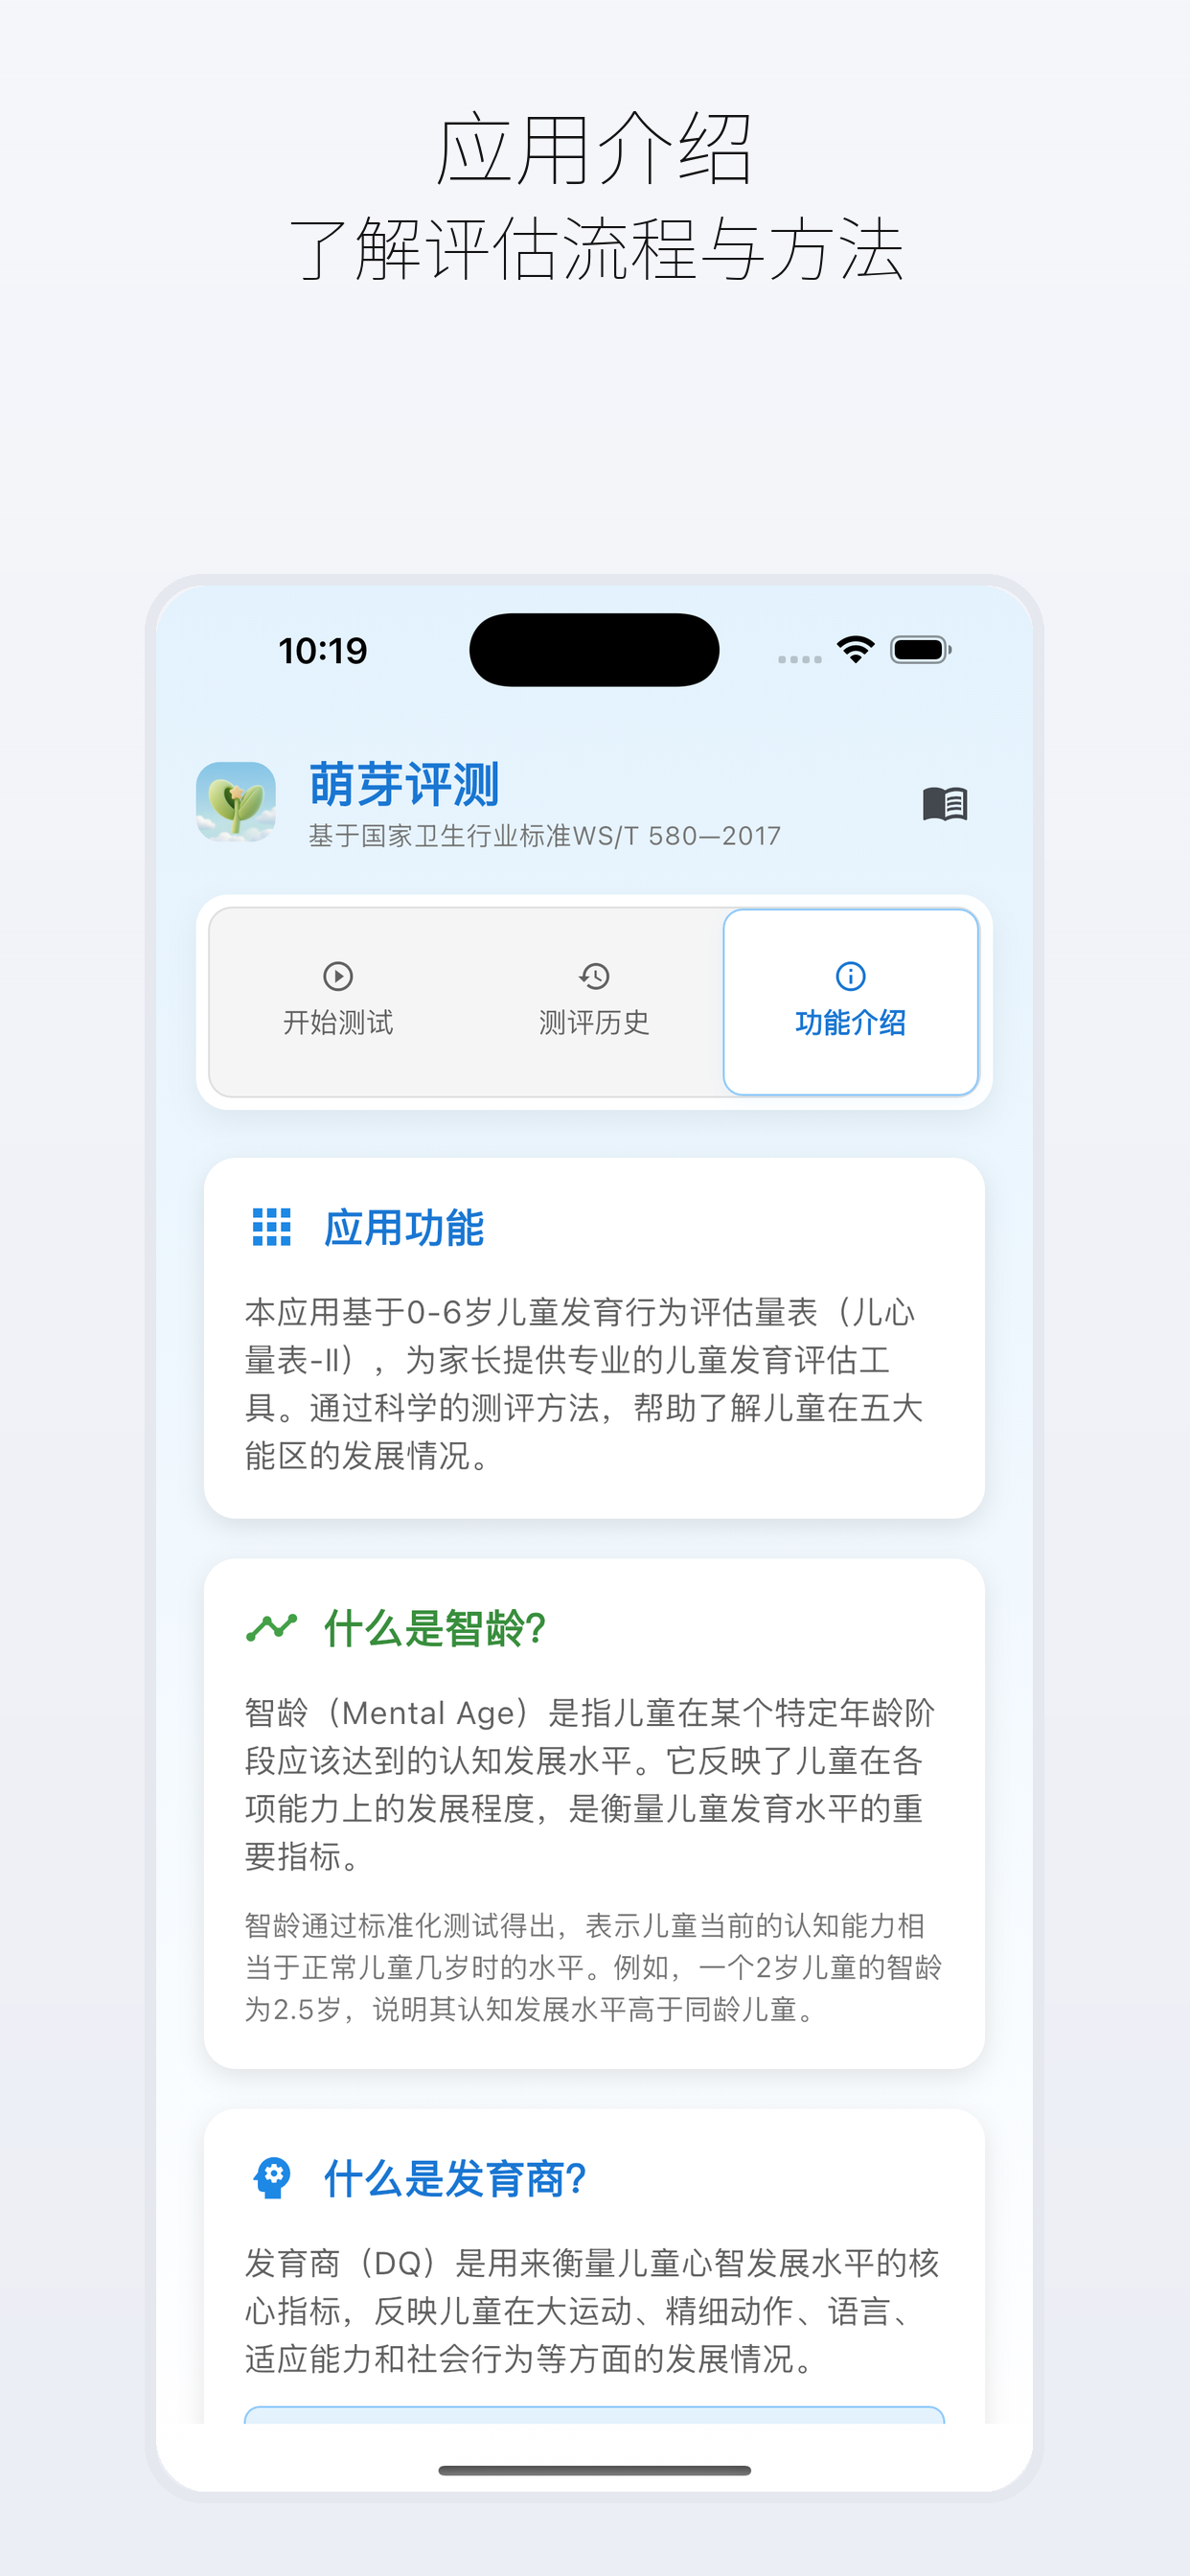 应用介绍
了解评估流程与方法
10:19
萌芽评测
基于国家卫生行业标准WS/T 580—2017
开始测试
测评历史
功能介绍
应用功能
本应用基于0-6岁儿童发育行为评估量表（儿心
量表-II），为家长提供专业的儿童发育评估工
具。通过科学的测评方法，帮助了解儿童在五大
能区的发展情况。
什么是智龄?
智龄（Mental Age）是指儿童在某个特定年龄阶
段应该达到的认知发展水平。它反映了儿童在各
项能力上的发展程度，是衡量儿童发育水平的重
要指标。
智龄通过标准化测试得出，表示儿童当前的认知能力相
当于正常儿童几岁时的水平。例如，一个2岁儿童的智龄
为2.5岁，说明其认知发展水平高于同龄儿童。
什么是发育商?
发育商（DQ）是用来衡量儿童心智发展水平的核
心指标，反映儿童在大运动、精细动作、语言、
适应能力和社会行为等方面的发展情况。